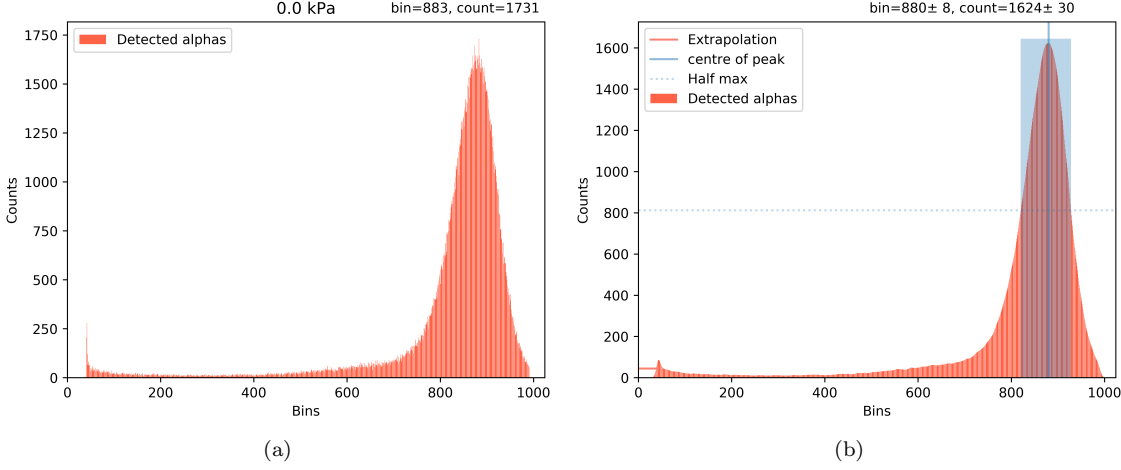 0.0 kPa
bin=883, count=1731
Detected alphas
Counts
1750
1500
1250
1000
750
500
250
0
0 200 400 600 800 1000
Bins
(a)
bin=880± 8, count=1624± 30
Extrapolation
centre of peak
Half max
Detected alphas
Counts
1600
1400
1200
1000
800
600
400
200
0
0 200 400 600 800 1000
Bins
(b)